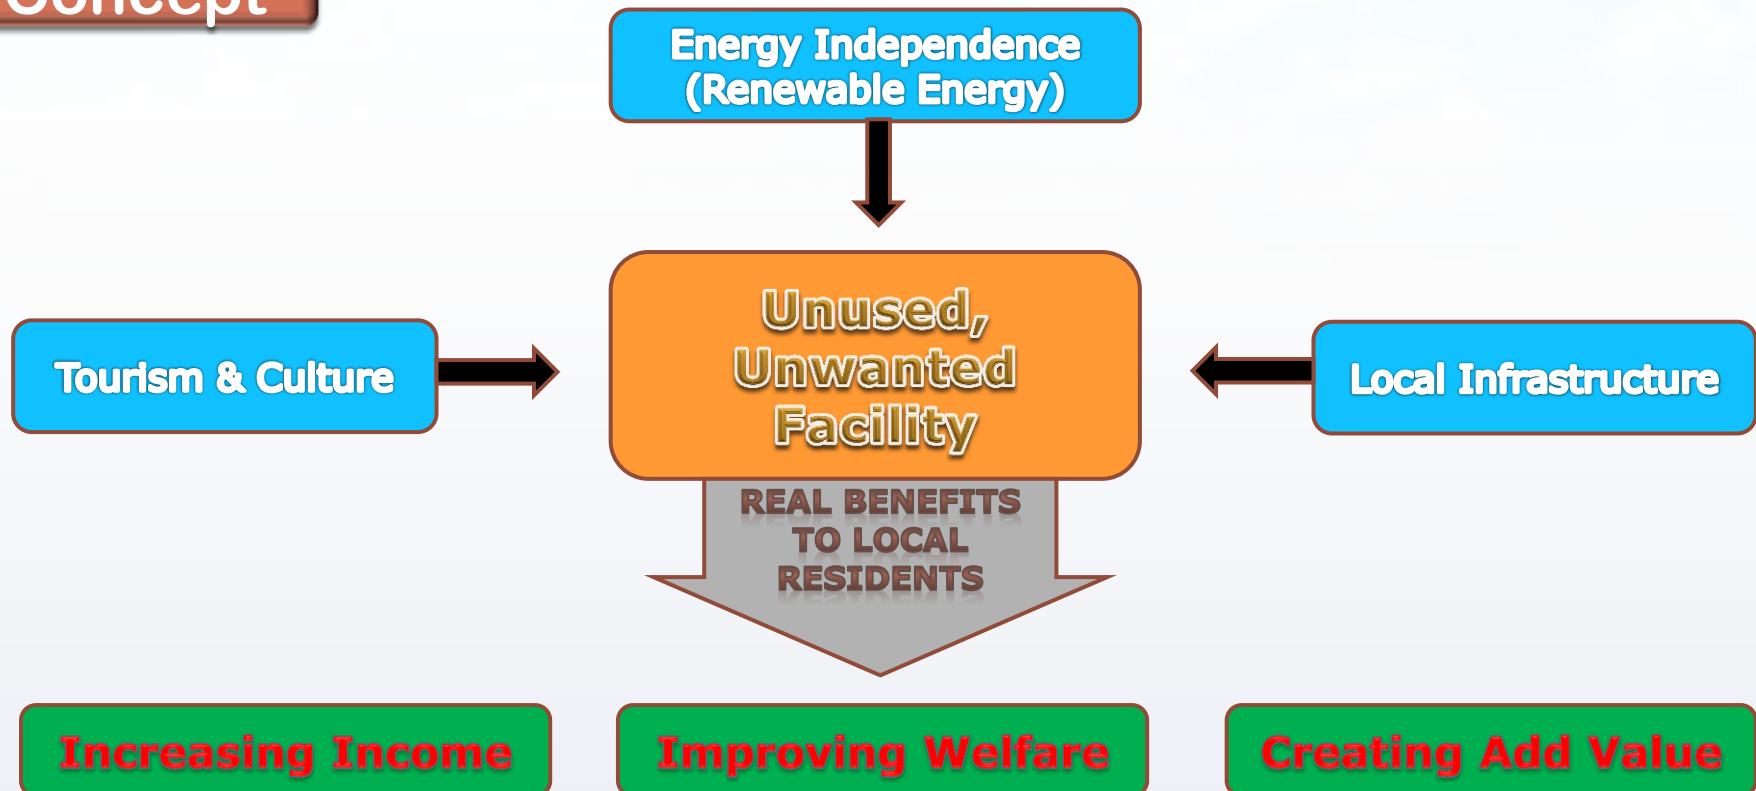 Concept
Energy Independence
(Renewable Energy)
Unused,
Unwanted
Facility
Tourism & Culture
Local Infrastructure
REAL BENEFITS
TO LOCAL
RESIDENTS
Increasing Income
Improving Welfare
Creating Add Value